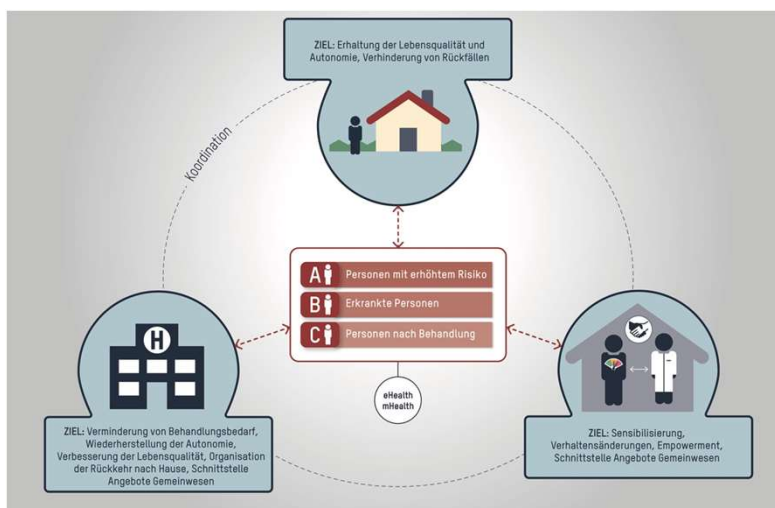 ZIEL: Erhaltung der Lebensqualität und
Autonomie, Verhinderung von Rückfällen
Koordination
A Personen mit erhöhtem Risiko
B Erkrankte Personen
C Personen nach Behandlung
eHealth
mHealth
H
ZIEL: Verminderung von Behandlungsbedarf,
Wiederherstellung der Autonomie,
Verbesserung der Lebensqualität, Organisation
der Rückkehr nach Hause, Schnittstelle
Angebote Gemeinwesen
ZIEL: Sensibilisierung,
Verhaltensänderungen, Empowerment,
Schnittstelle Angebote Gemeinwesen